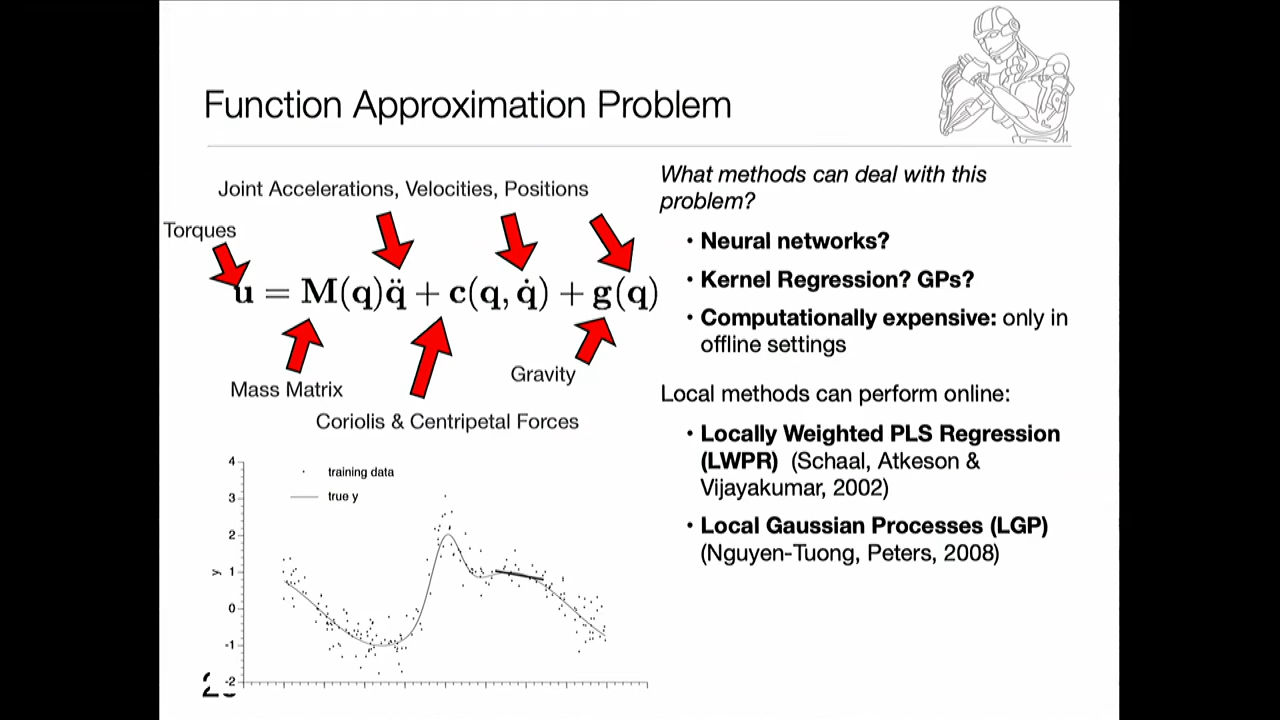 Function Approximation Problem
Joint Accelerations, Velocities, Positions
Torques
u = M(q)q̈ + c(q, q̇) + g(q)
Mass Matrix
Gravity
Coriolis & Centripetal Forces
4
3
2
1
0
-1
-2
y
training data
true y
What methods can deal with this
problem?
• Neural networks?
• Kernel Regression? GPs?
• Computationally expensive: only in
offline settings
Local methods can perform online:
• Locally Weighted PLS Regression
(LWPR) (Schaal, Atkeson &
Vijayakumar, 2002)
• Local Gaussian Processes (LGP)
(Nguyen-Tuong, Peters, 2008)